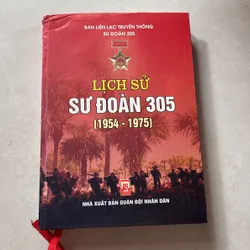 BAN LIÊN LẠC TRUYỀN THỐNG
SƯ ĐOÀN 305
LỊCH SỬ
SƯ ĐOÀN 305
(1954 - 1975)
NHÀ XUẤT BẢN QUÂN ĐỘI NHÂN DÂN